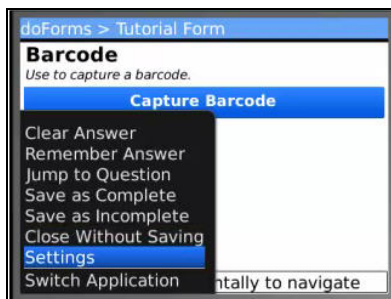 doForms > Tutorial Form
Barcode
Use to capture a barcode.
Capture Barcode
Clear Answer
Remember Answer
Jump to Question
Save as Complete
Save as Incomplete
Close Without Saving
Settings
Switch Application
to navigate